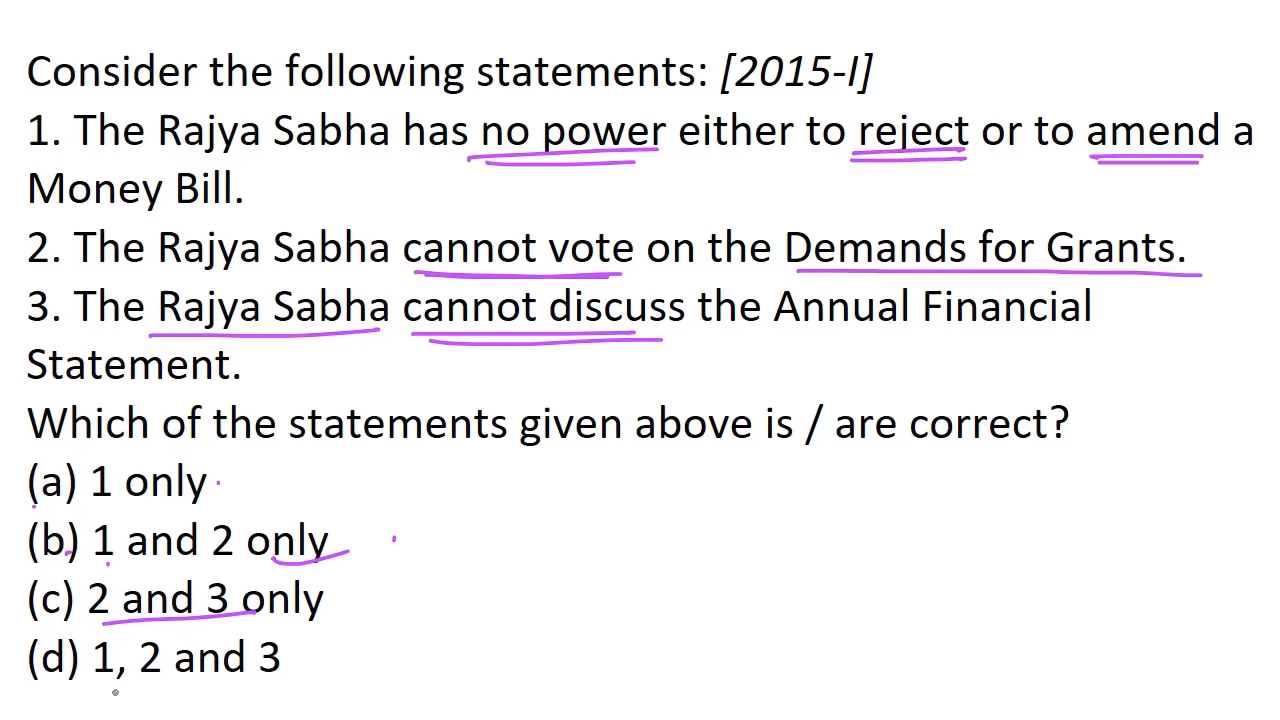 Consider the following statements: [2015-I]
1. The Rajya Sabha has no power either to reject or to amend a
Money Bill.
2. The Rajya Sabha cannot vote on the Demands for Grants.
3. The Rajya Sabha cannot discuss the Annual Financial
Statement.
Which of the statements given above is / are correct?
(a) 1 only
(b) 1 and 2 only
(c) 2 and 3 only
(d) 1, 2 and 3